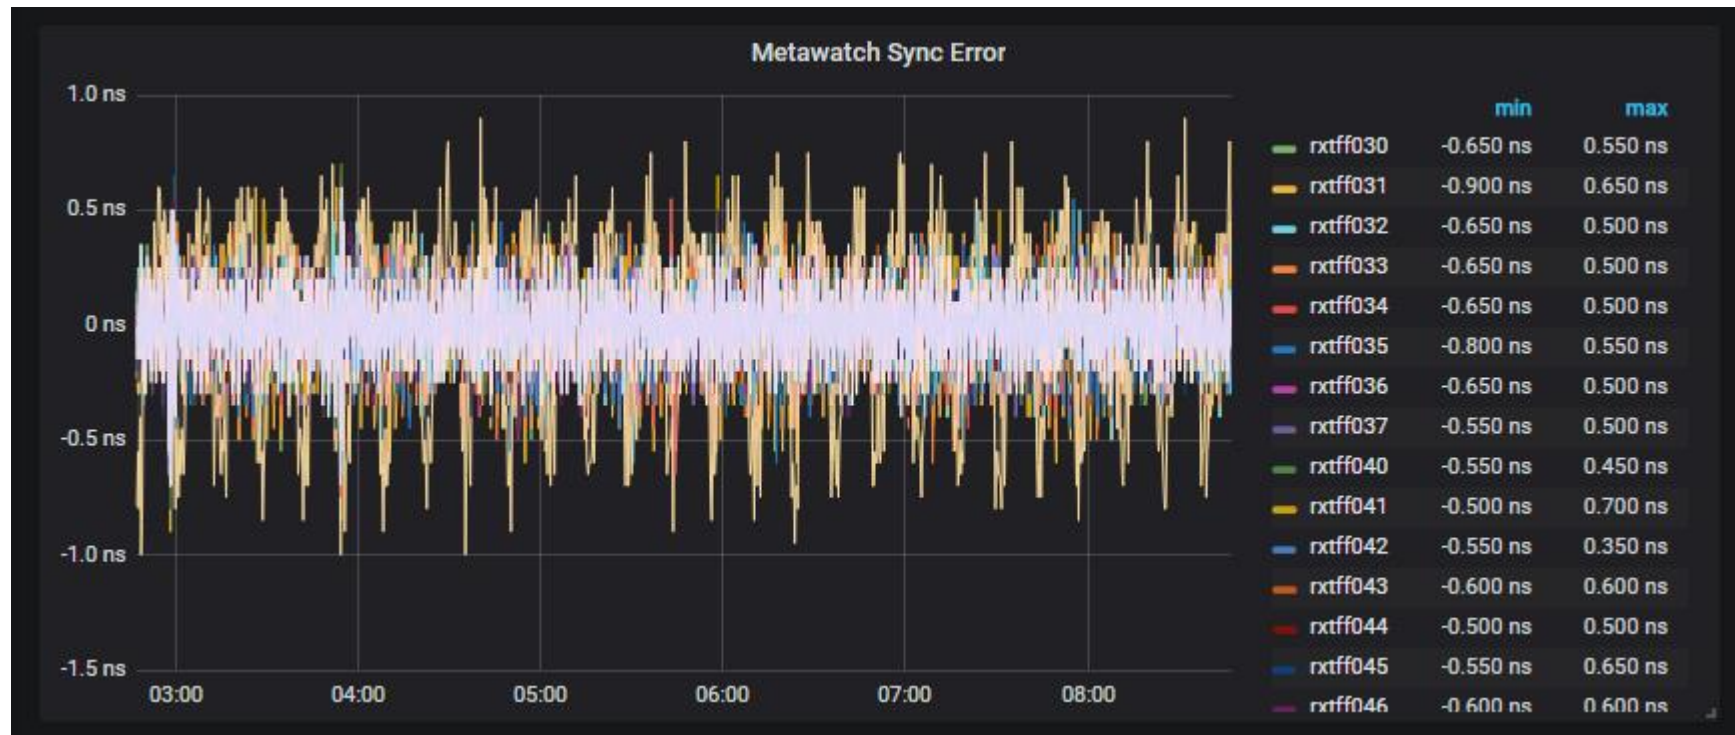 Metawatch Sync Error
1.0 ns
0.5 ns
0 ns
-0.5 ns
-1.0 ns
-1.5 ns
03:00 04:00 05:00 06:00 07:00 08:00
min max
rxtff030 -0.650 ns 0.550 ns
rxtff031 -0.900 ns 0.650 ns
rxtff032 -0.650 ns 0.500 ns
rxtff033 -0.650 ns 0.500 ns
rxtff034 -0.650 ns 0.500 ns
rxtff035 -0.800 ns 0.550 ns
rxtff036 -0.650 ns 0.500 ns
rxtff037 -0.550 ns 0.500 ns
rxtff040 -0.550 ns 0.450 ns
rxtff041 -0.500 ns 0.700 ns
rxtff042 -0.550 ns 0.350 ns
rxtff043 -0.600 ns 0.600 ns
rxtff044 -0.500 ns 0.500 ns
rxtff045 -0.550 ns 0.650 ns
rxtff046 -0.600 ns 0.600 ns